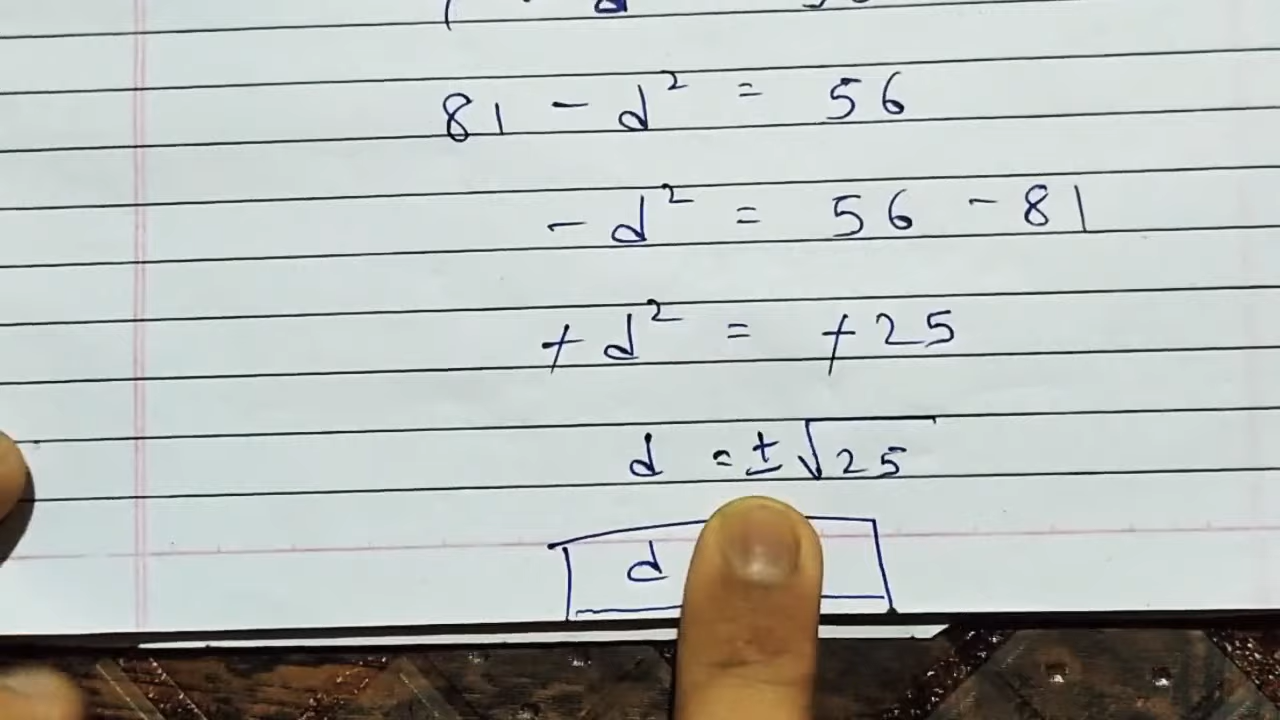 81 - d² = 56
- d² = 56 - 81
+ d² = + 25
d = ± √25
d